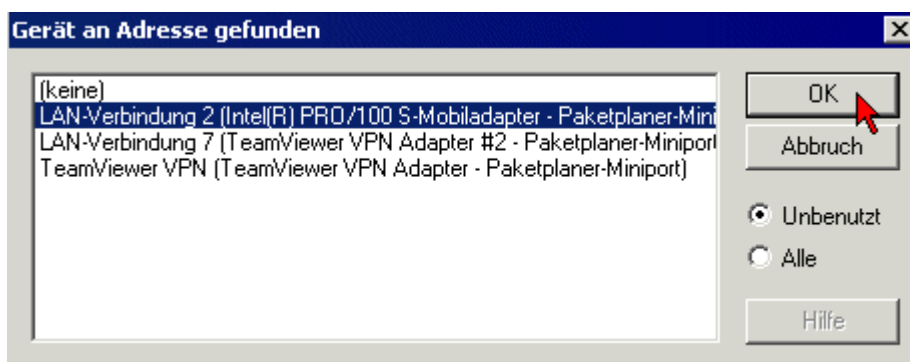 Gerät an Adresse gefunden
(keine)
LAN-Verbindung 2 (Intel(R) PRO/100 S-Mobiladapter - Paketplaner-Mini
LAN-Verbindung 7 (TeamViewer VPN Adapter #2 - Paketplaner-Miniport
TeamViewer VPN (TeamViewer VPN Adapter - Paketplaner-Miniport)
OK
Abbruch
Unbenutzt
Alle
Hilfe